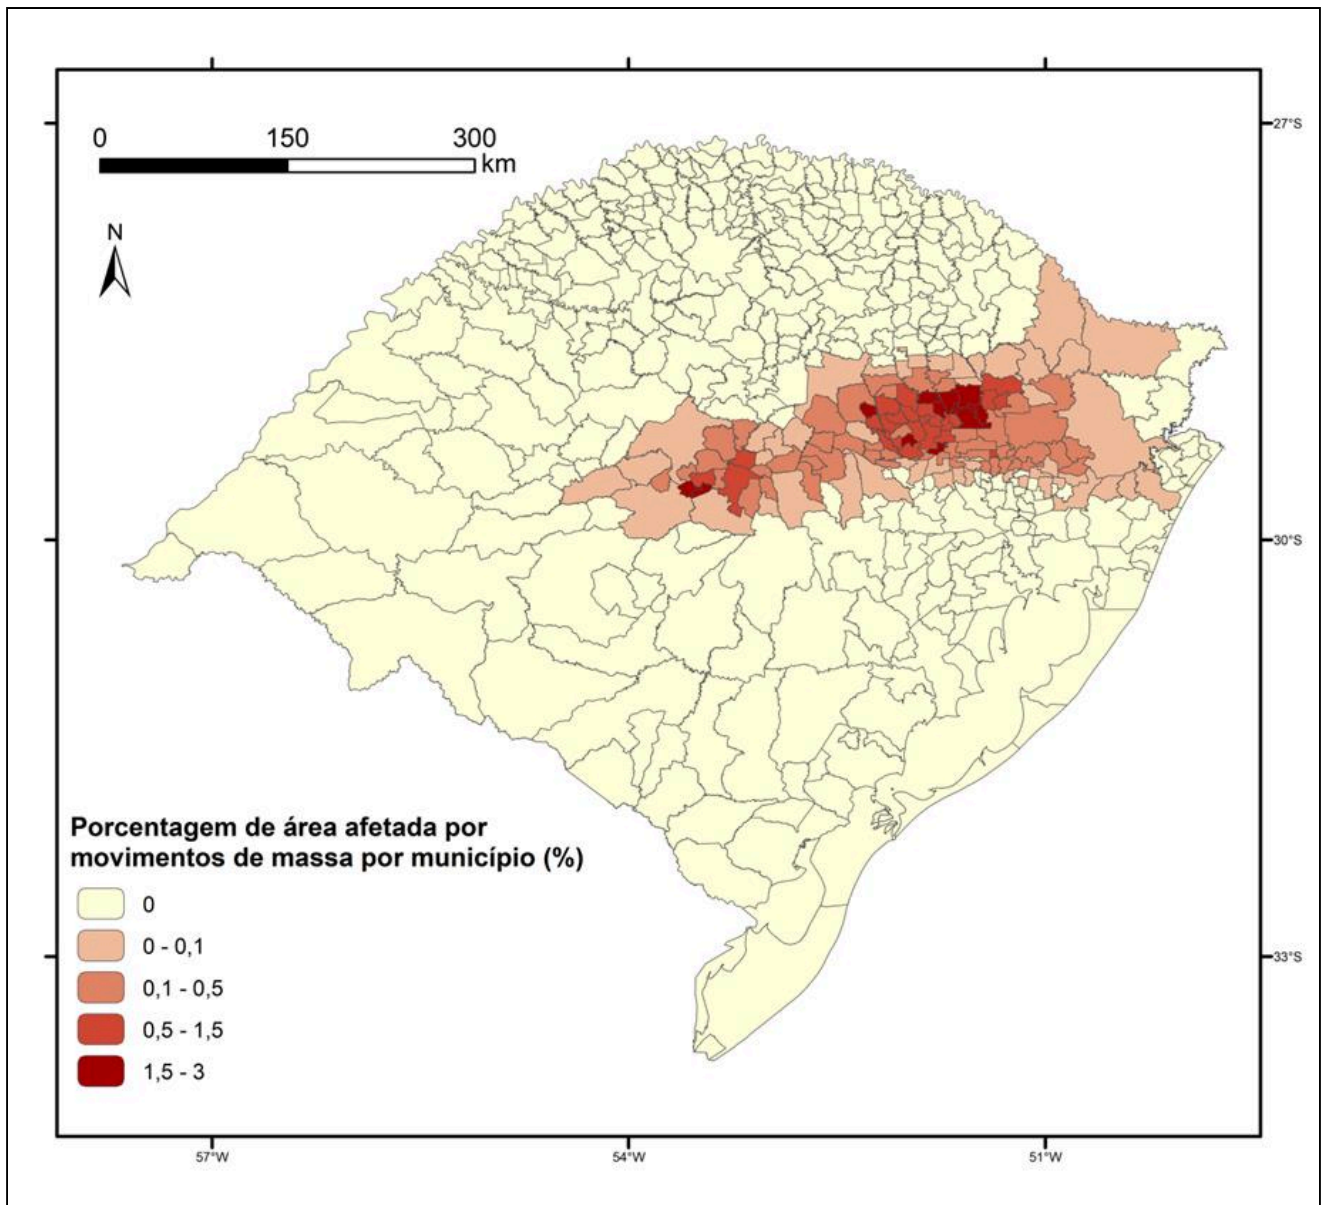 0 150 300
km
27°S
N
30°S
Porcentagem de área afetada por
movimentos de massa por município (%)
0
0 - 0,1
0,1 - 0,5
0,5 - 1,5
1,5 - 3
33°S
57°W 54°W 51°W